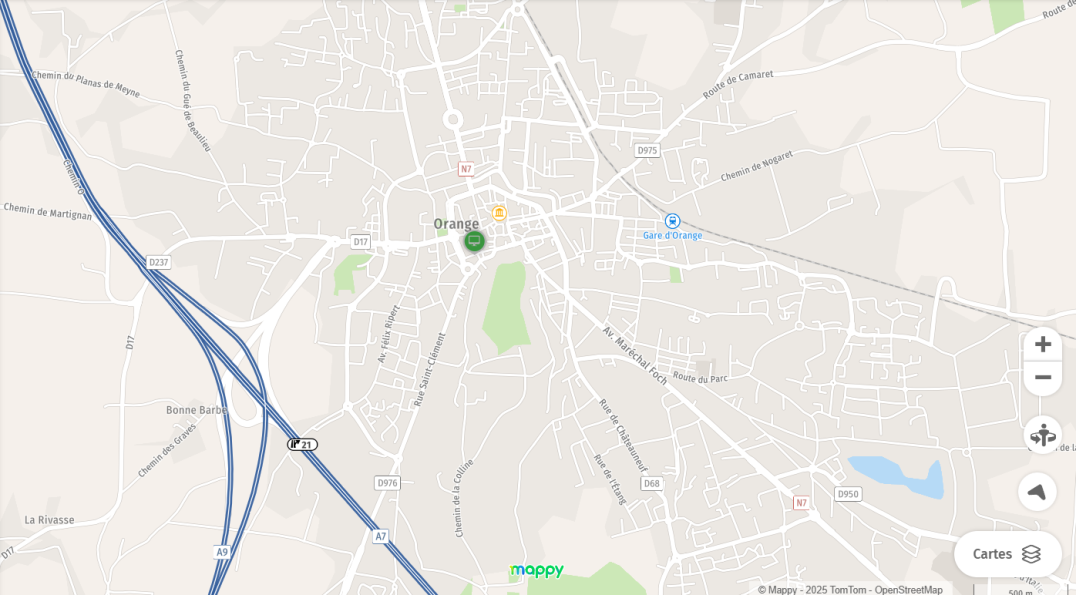 Route de
Chemin du Planas de Meyne
Chemin du Gué de Beaulieu
Route de Camaret
D975
Chemin de Nogaret
N7
Chemin O
Chemin de Martignan
Orange
Gare d'Orange
D17
D237
Av. Félix Ripert
Rue Saint-Clément
Av. Maréchal Foch
D17
Route du Parc
Bonne Barbe
Chemin des Graves
21
Rue de Châteauneuf
Chemin de la Colline
Rue de l'Étang
D976
D68
D950
N7
La Rivasse
A7
A9
D17
Cartes
mappy
© Mappy - 2025 TomTom - OpenStreetMap
500 m